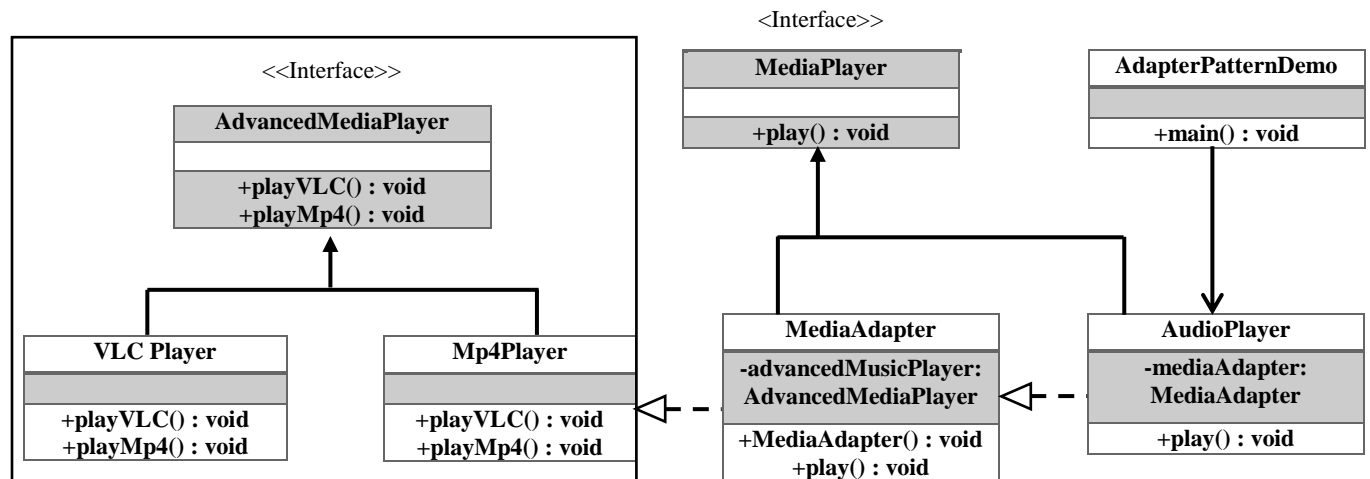 <<Interface>>
AdvancedMediaPlayer
+playVLC() : void
+playMp4() : void
VLC Player
+playVLC() : void
+playMp4() : void
Mp4Player
+playVLC() : void
+playMp4() : void
<Interface>>
MediaPlayer
+play() : void
AdapterPatternDemo
+main() : void
MediaAdapter
-advancedMusicPlayer:
AdvancedMediaPlayer
+MediaAdapter() : void
+play() : void
AudioPlayer
-mediaAdapter:
MediaAdapter
+play() : void